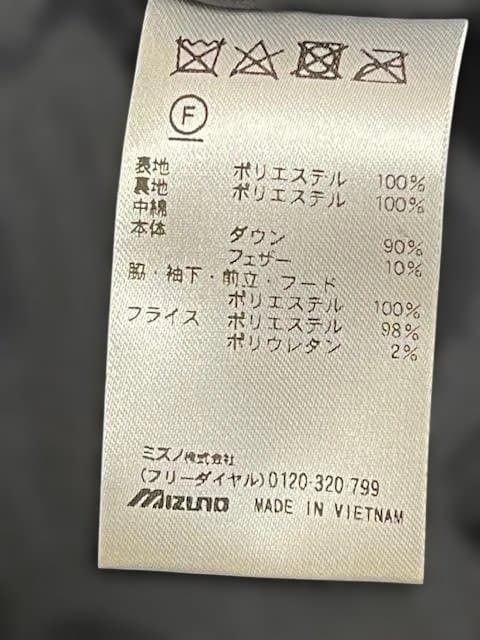 Ⓕ
表地 ポリエステル 100%
裏地 ポリエステル 100%
中綿
本体 ダウン 90%
フェザー 10%
脇・袖下・前立・フード
ポリエステル 100%
フライス ポリエステル 98%
ポリウレタン 2%
ミズノ株式会社
(フリーダイヤル)0120-320-799
MIZUNO MADE IN VIETNAM